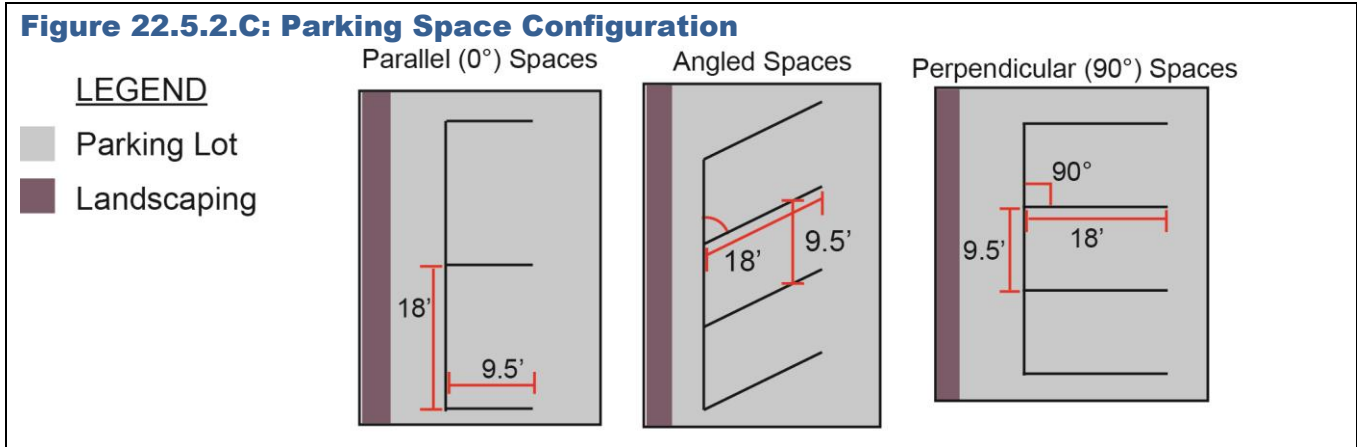 Figure 22.5.2.C: Parking Space Configuration
LEGEND
Parking Lot
Landscaping
Parallel (0°) Spaces
18'
9.5'
Angled Spaces
18'
9.5'
Perpendicular (90°) Spaces
90°
9.5'
18'